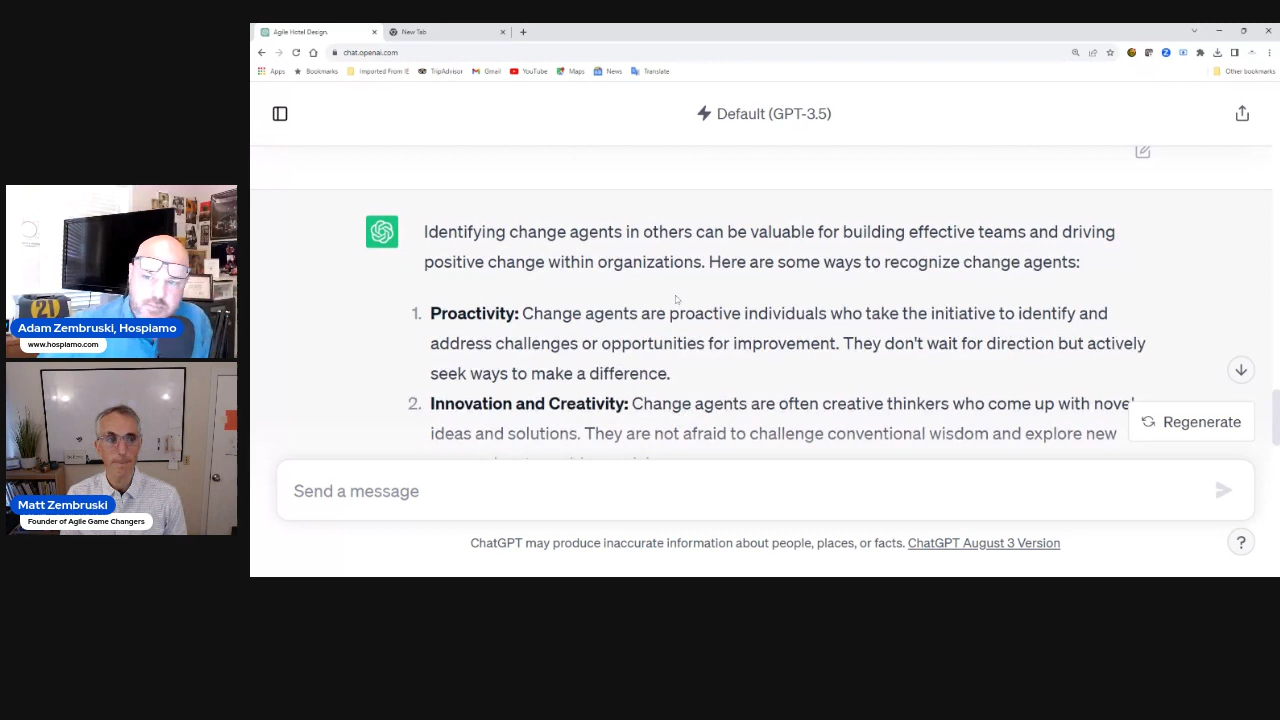 Agile Hotel Design.
New Tab
chat.openai.com
Apps
Bookmarks
Imported From IE
TripAdvisor
Gmail
YouTube
Maps
News
Translate
Other bookmarks
Default (GPT-3.5)
Identifying change agents in others can be valuable for building effective teams and driving
positive change within organizations. Here are some ways to recognize change agents:
1. Proactivity: Change agents are proactive individuals who take the initiative to identify and
address challenges or opportunities for improvement. They don't wait for direction but actively
seek ways to make a difference.
2. Innovation and Creativity: Change agents are often creative thinkers who come up with novel
ideas and solutions. They are not afraid to challenge conventional wisdom and explore new
Regenerate
Send a message
ChatGPT may produce inaccurate information about people, places, or facts. ChatGPT August 3 Version
?
21
Adam Zembruski, Hospiamo
www.hospiamo.com
Matt Zembruski
Founder of Agile Game Changers